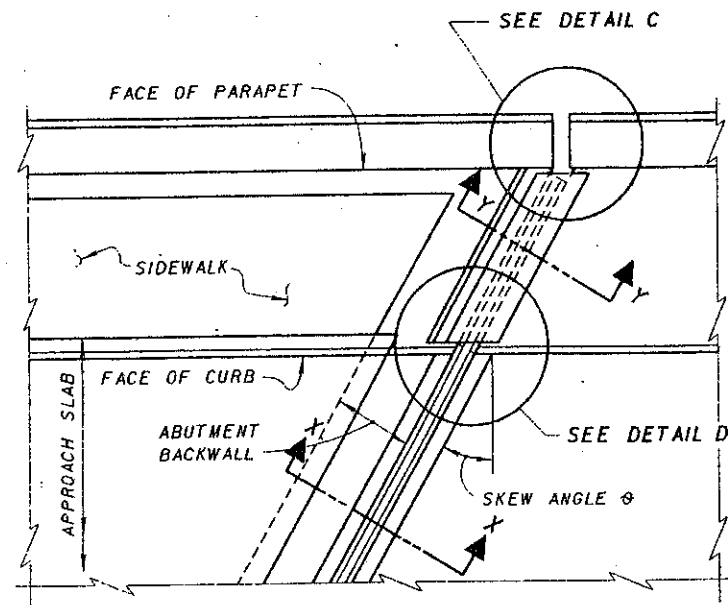 SEE DETAIL C
FACE OF PARAPET
Y
Y
SIDEWALK
FACE OF CURB
APPROACH SLAB
ABUTMENT
BACKWALL
X
SEE DETAIL D
SKEW ANGLE θ
X